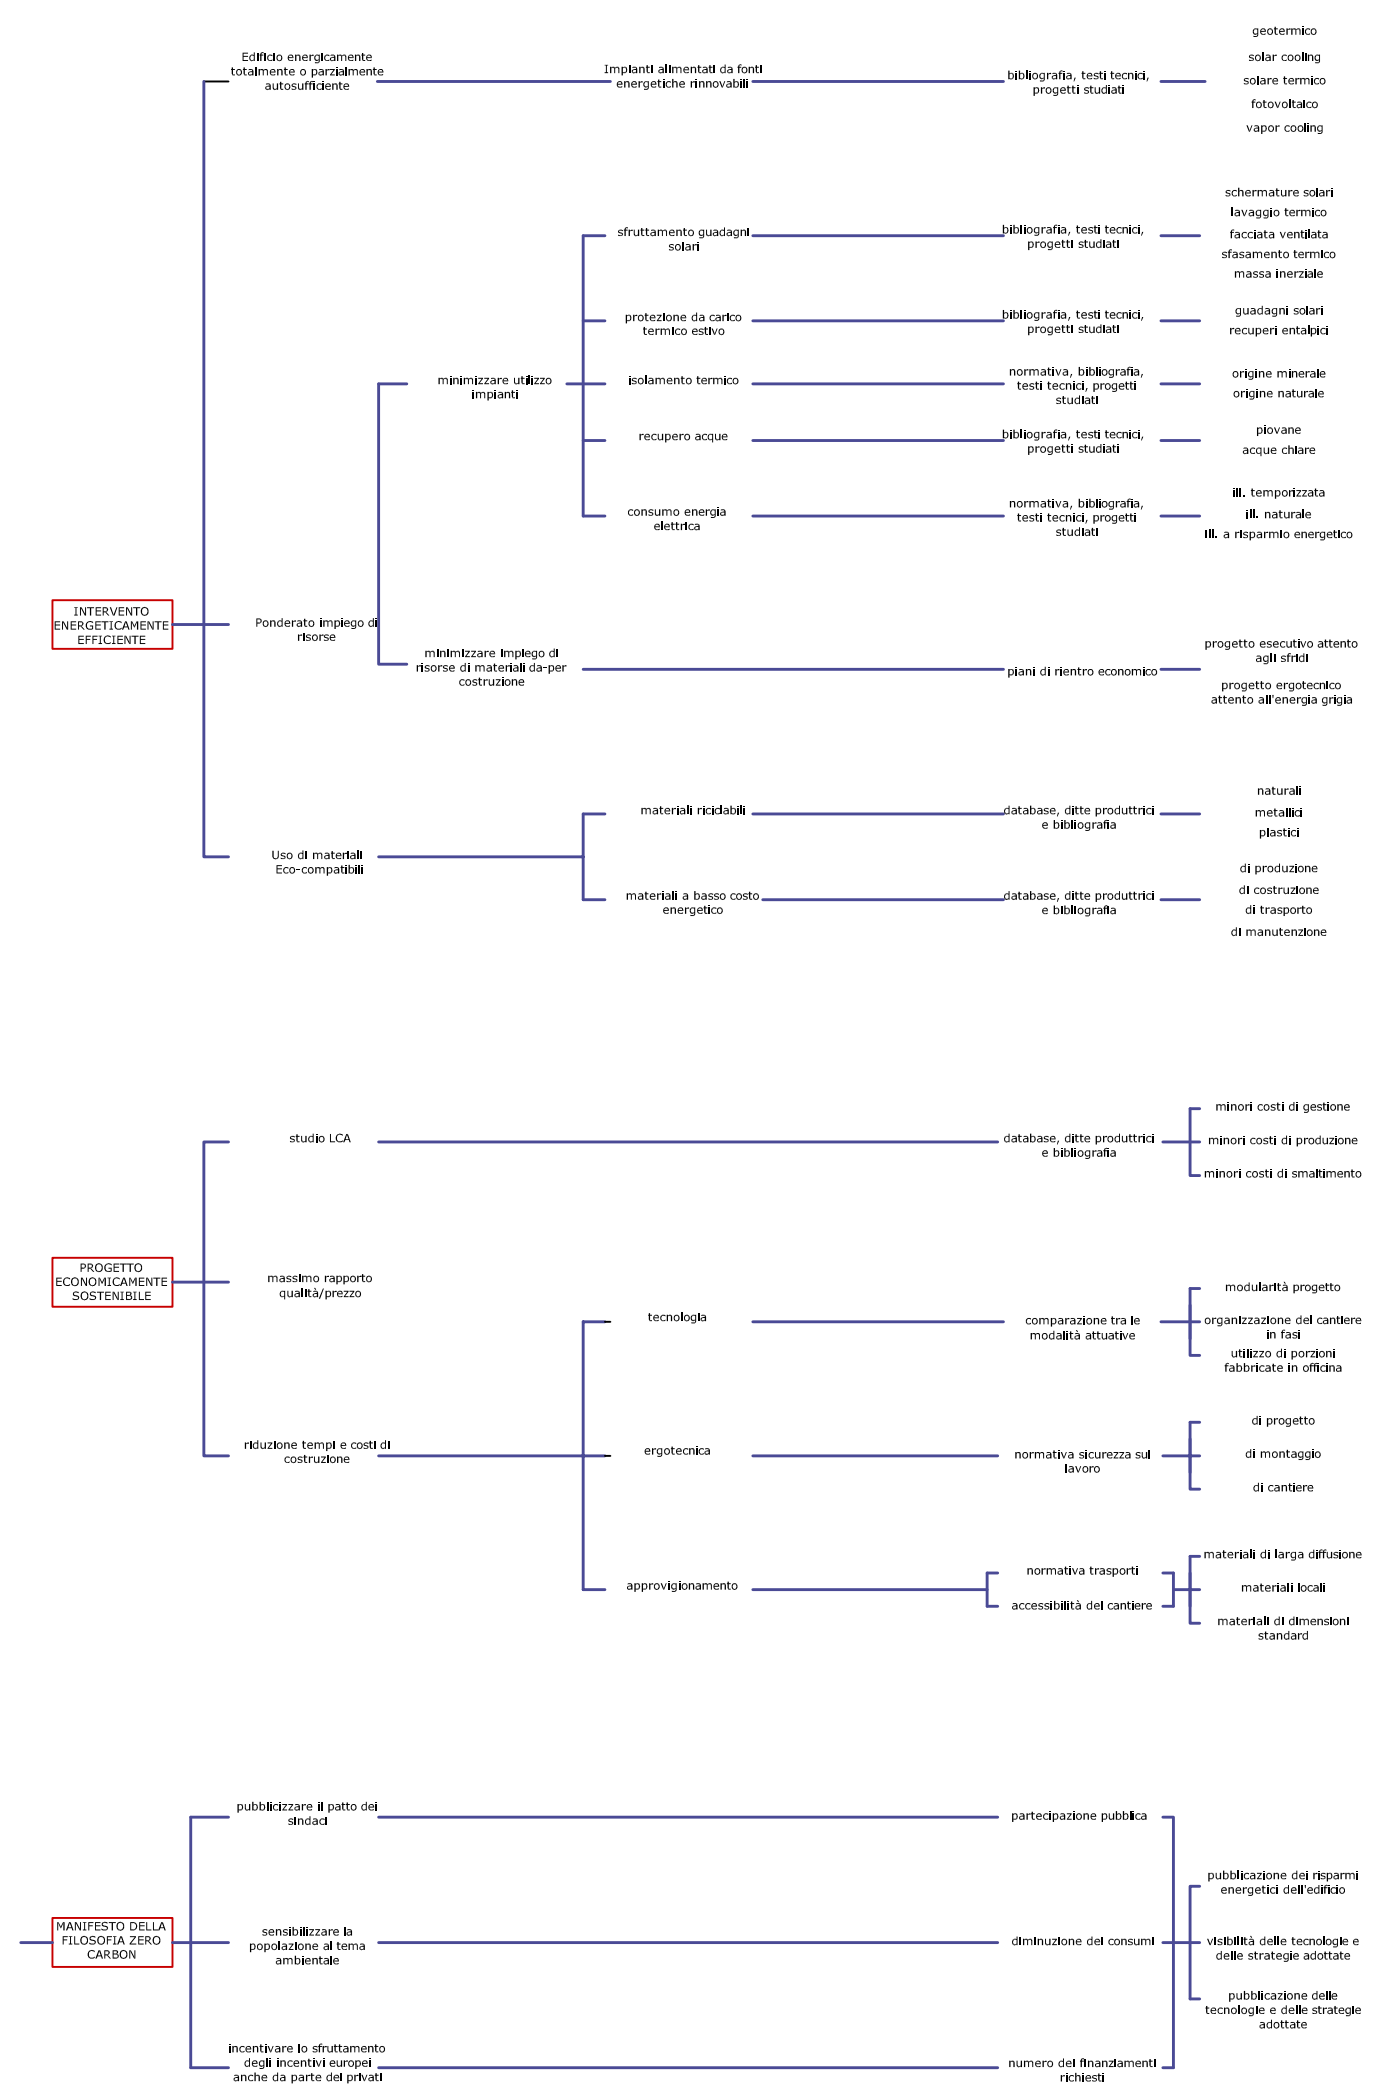 geotermico
solar cooling
solare termico
fotovoltaico
vapor cooling
Edificio energicamente
totalmente o parzialmente
autosufficiente
Impianti alimentati da fonti
energetiche rinnovabili
bibliografia, testi tecnici,
progetti studiati
schermature solari
lavaggio termico
facciata ventilata
sfasamento termico
massa inerziale
sfruttamento guadagni
solari
bibliografia, testi tecnici,
progetti studiati
protezione da carico
termico estivo
bibliografia, testi tecnici,
progetti studiati
guadagni solari
recuperi entalpici
minimizzare utilizzo
impianti
isolamento termico
normativa, bibliografia,
testi tecnici, progetti
studiati
origine minerale
origine naturale
recupero acque
bibliografia, testi tecnici,
progetti studiati
piovane
acque chiare
consumo energia
elettrica
normativa, bibliografia,
testi tecnici, progetti
studiati
ill. temporizzata
ill. naturale
ill. a risparmio energetico
INTERVENTO
ENERGETICAMENTE
EFFICIENTE
Ponderato impiego di
risorse
minimizzare impiego di
risorse di materiali da-per
costruzione
piani di rientro economico
progetto esecutivo attento
agli sfridi
progetto ergotecnico
attento all'energia grigia
Uso di materiali
Eco-compatibili
materiali riciclabili
database, ditte produttrici
e bibliografia
naturali
metallici
plastici
materiali a basso costo
energetico
database, ditte produttrici
e bibliografia
di produzione
di costruzione
di trasporto
di manutenzione
studio LCA
database, ditte produttrici
e bibliografia
minori costi di gestione
minori costi di produzione
minori costi di smaltimento
PROGETTO
ECONOMICAMENTE
SOSTENIBILE
massimo rapporto
qualità/prezzo
tecnologia
comparazione tra le
modalità attuative
modularità progetto
organizzazione del cantiere
in fasi
utilizzo di porzioni
fabbricate in officina
riduzione tempi e costi di
costruzione
ergotecnica
normativa sicurezza sul
lavoro
di progetto
di montaggio
di cantiere
approvigionamento
normativa trasporti
accessibilità del cantiere
materiali di larga diffusione
materiali locali
materiali di dimensioni
standard
pubblicizzare il patto dei
sindaci
partecipazione pubblica
MANIFESTO DELLA
FILOSOFIA ZERO
CARBON
sensibilizzare la
popolazione al tema
ambientale
diminuzione dei consumi
pubblicazione dei risparmi
energetici dell'edificio
visibilità delle tecnologie e
delle strategie adottate
pubblicazione delle
tecnologie e delle strategie
adottate
incentivare lo sfruttamento
degli incentivi europei
anche da parte dei privati
numero dei finanziamenti
richiesti